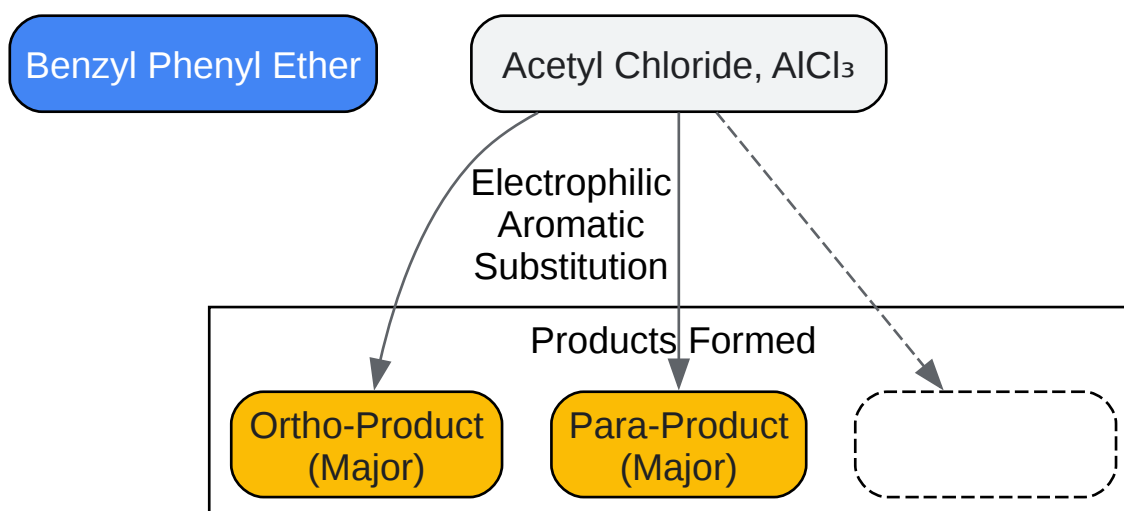 Benzyl Phenyl Ether
Acetyl Chloride, AlCl₃
Electrophilic
Aromatic
Substitution
Products Formed
Ortho-Product
(Major)
Para-Product
(Major)